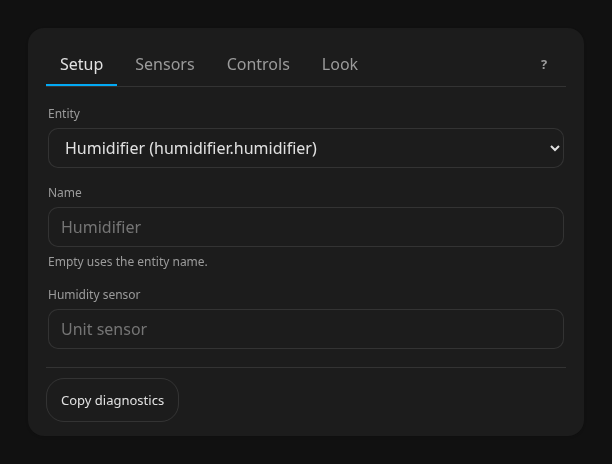 Setup Sensors Controls Look ?
Entity
Humidifier (humidifier.humidifier)
Name
Humidifier
Empty uses the entity name.
Humidity sensor
Unit sensor
Copy diagnostics